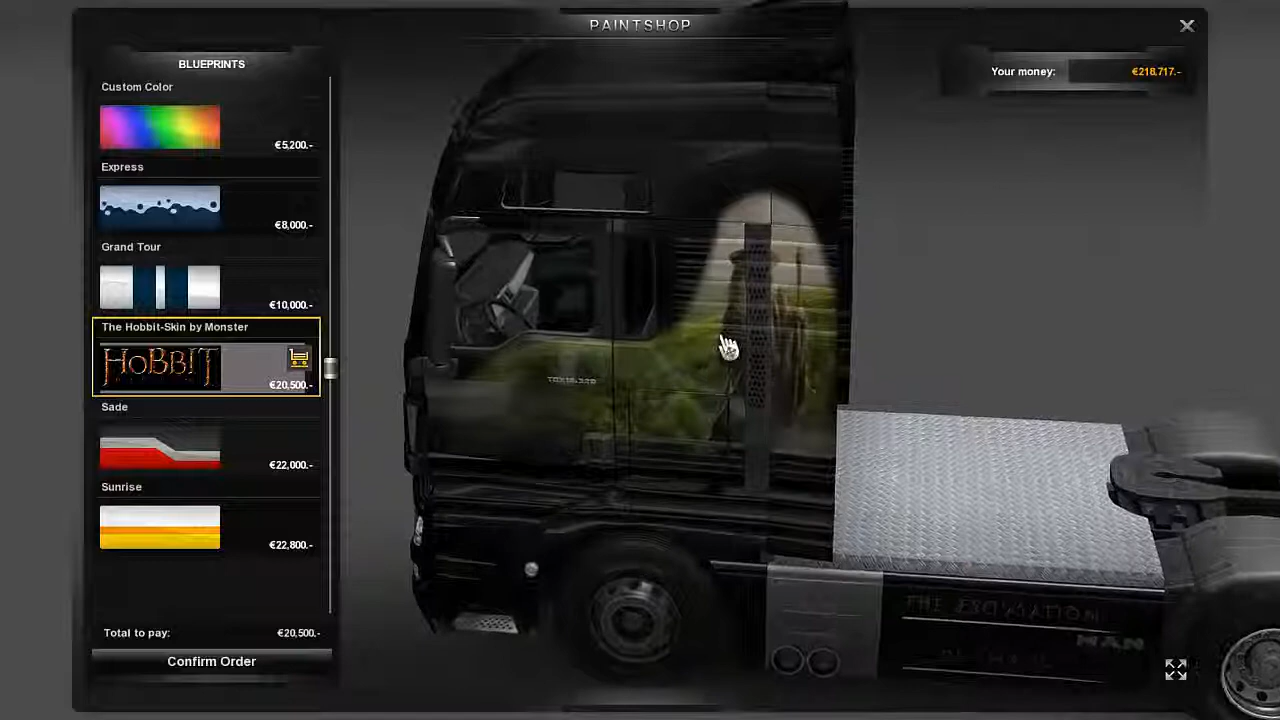 PAINTSHOP
BLUEPRINTS
Your money: €218,717.-
Custom Color
€5,200.-
Express
€8,000.-
Grand Tour
€10,000.-
The Hobbit-Skin by Monster
HOBBIT
€20,500.-
Sade
€22,000.-
Sunrise
€22,800.-
Total to pay: €20,500.-
Confirm Order
MAN